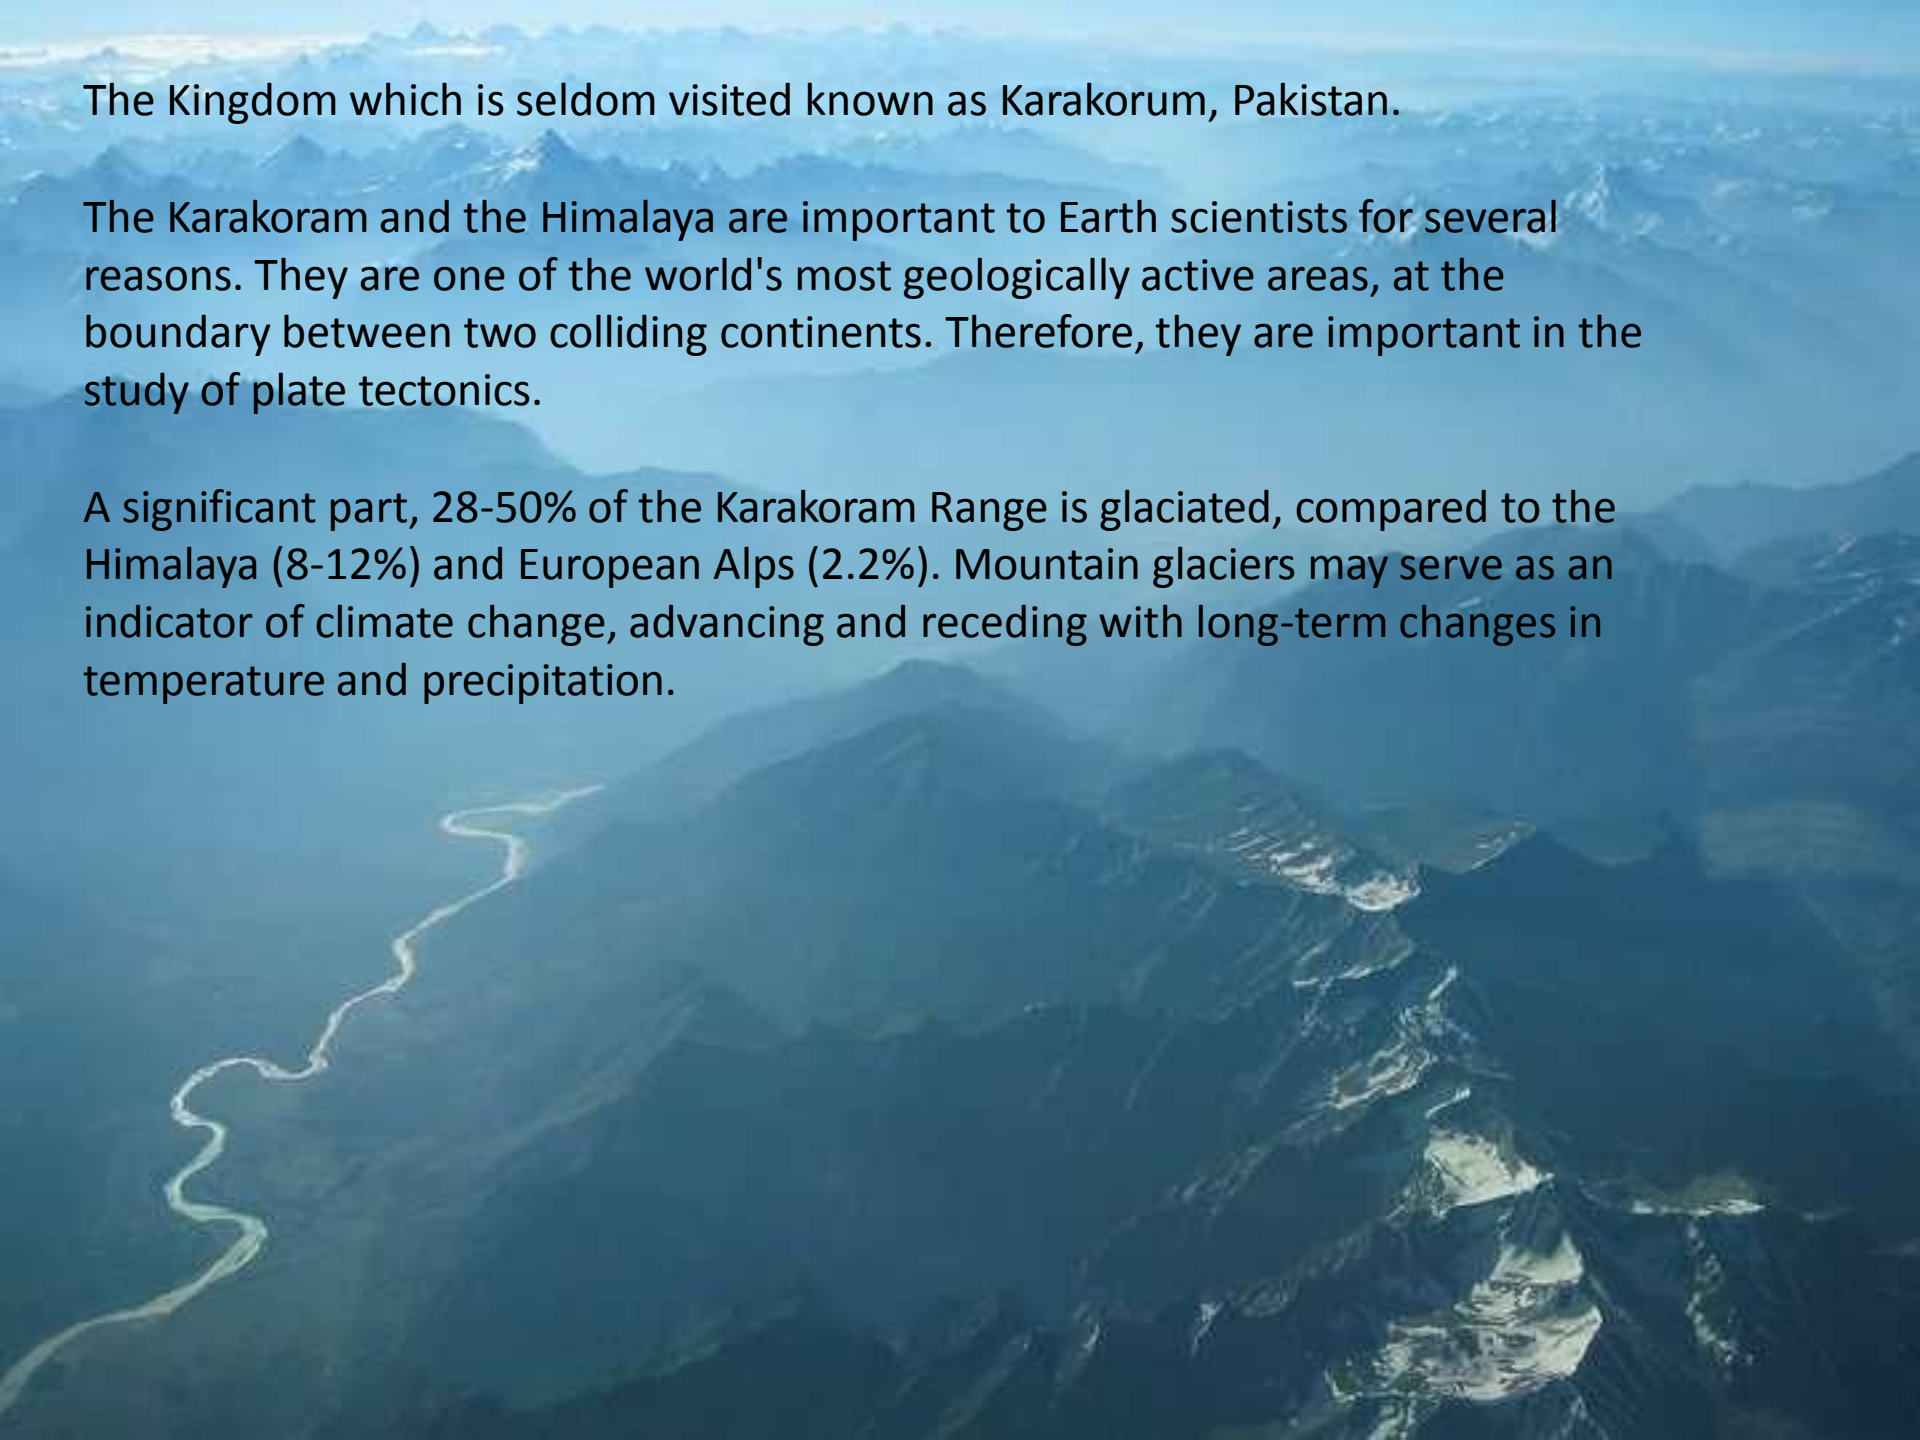 The Kingdom which is seldom visited known as Karakorum, Pakistan.
The Karakoram and the Himalaya are important to Earth scientists for several
reasons. They are one of the world's most geologically active areas, at the
boundary between two colliding continents. Therefore, they are important in the
study of plate tectonics.
A significant part, 28-50% of the Karakoram Range is glaciated, compared to the
Himalaya (8-12%) and European Alps (2.2%). Mountain glaciers may serve as an
indicator of climate change, advancing and receding with long-term changes in
temperature and precipitation.